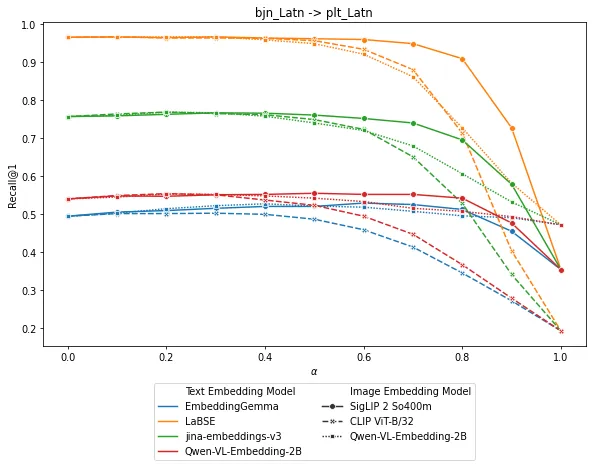 bjn_Latn -> plt_Latn
1.0
0.9
0.8
0.7
0.6
0.5
0.4
0.3
0.2
Recall@1
0.0 0.2 0.4 0.6 0.8 1.0
α
Text Embedding Model Image Embedding Model
EmbeddingGemma SigLIP 2 So400m
LaBSE CLIP ViT-B/32
jina-embeddings-v3 Qwen-VL-Embedding-2B
Qwen-VL-Embedding-2B